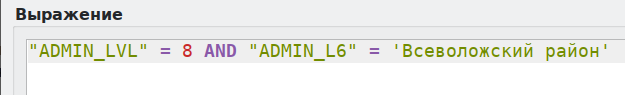 Выражение
"ADMIN_LVL" = 8 AND "ADMIN_L6" = 'Всеволожский район'